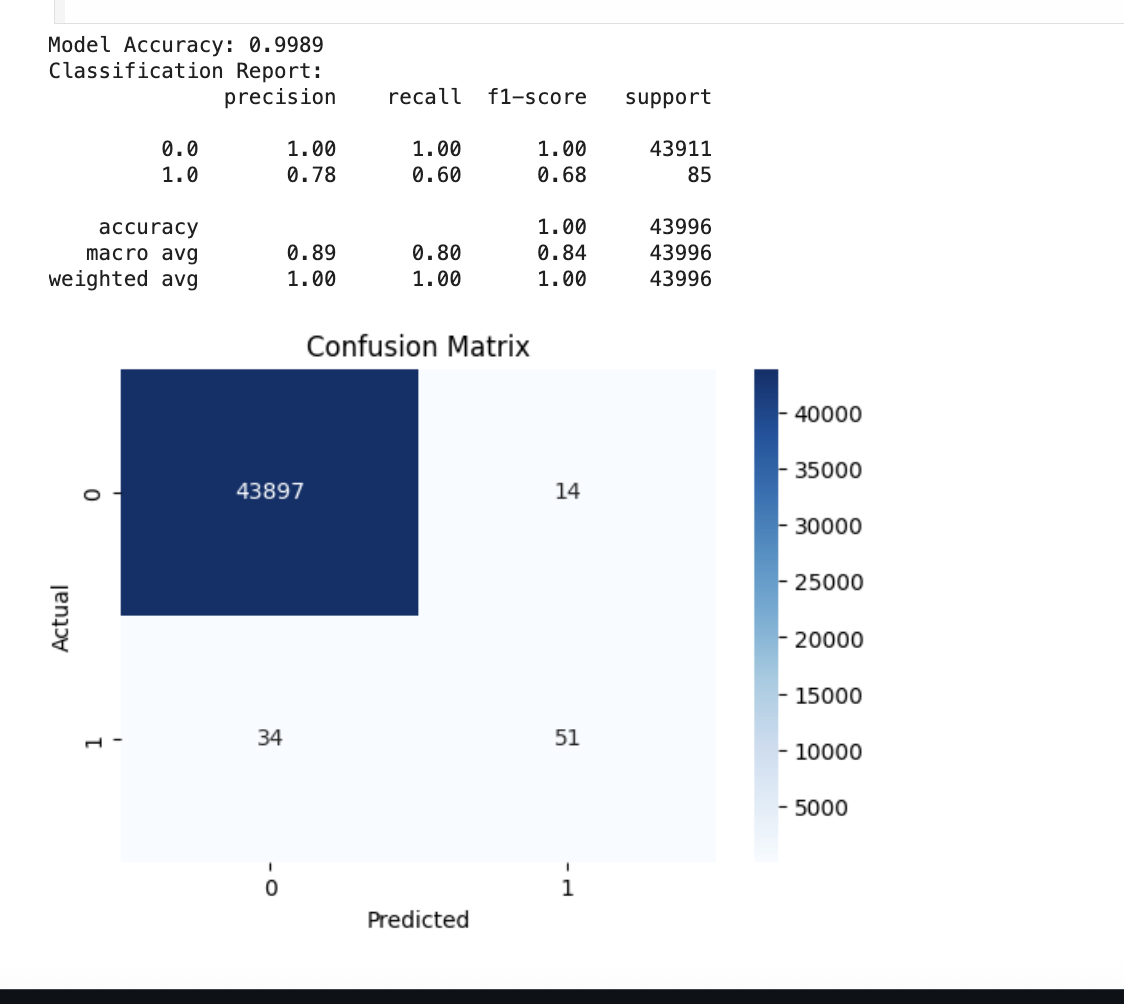 Model Accuracy: 0.9989
Classification Report:
precision recall f1-score support
0.0 1.00 1.00 1.00 43911
1.0 0.78 0.60 0.68 85
accuracy 1.00 43996
macro avg 0.89 0.80 0.84 43996
weighted avg 1.00 1.00 1.00 43996
Confusion Matrix
40000
35000
30000
25000
20000
15000
10000
5000
Actual
0
1
43897 14
34 51
0 1
Predicted